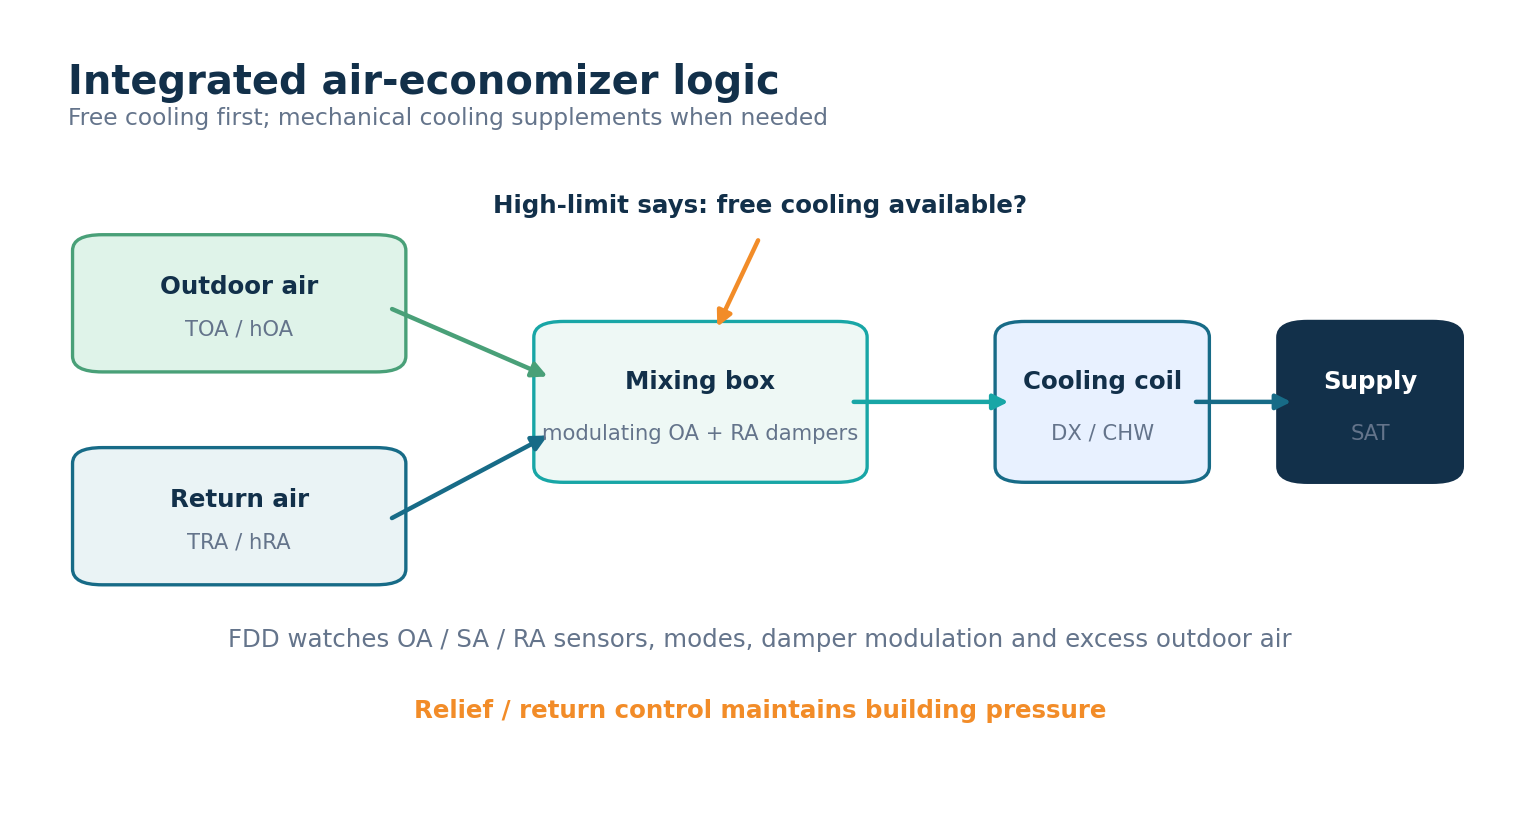 Integrated air-economizer logic
Free cooling first; mechanical cooling supplements when needed
High-limit says: free cooling available?
Outdoor air
TOA / hOA
Return air
TRA / hRA
Mixing box
modulating OA + RA dampers
Cooling coil
DX / CHW
Supply
SAT
FDD watches OA / SA / RA sensors, modes, damper modulation and excess outdoor air
Relief / return control maintains building pressure